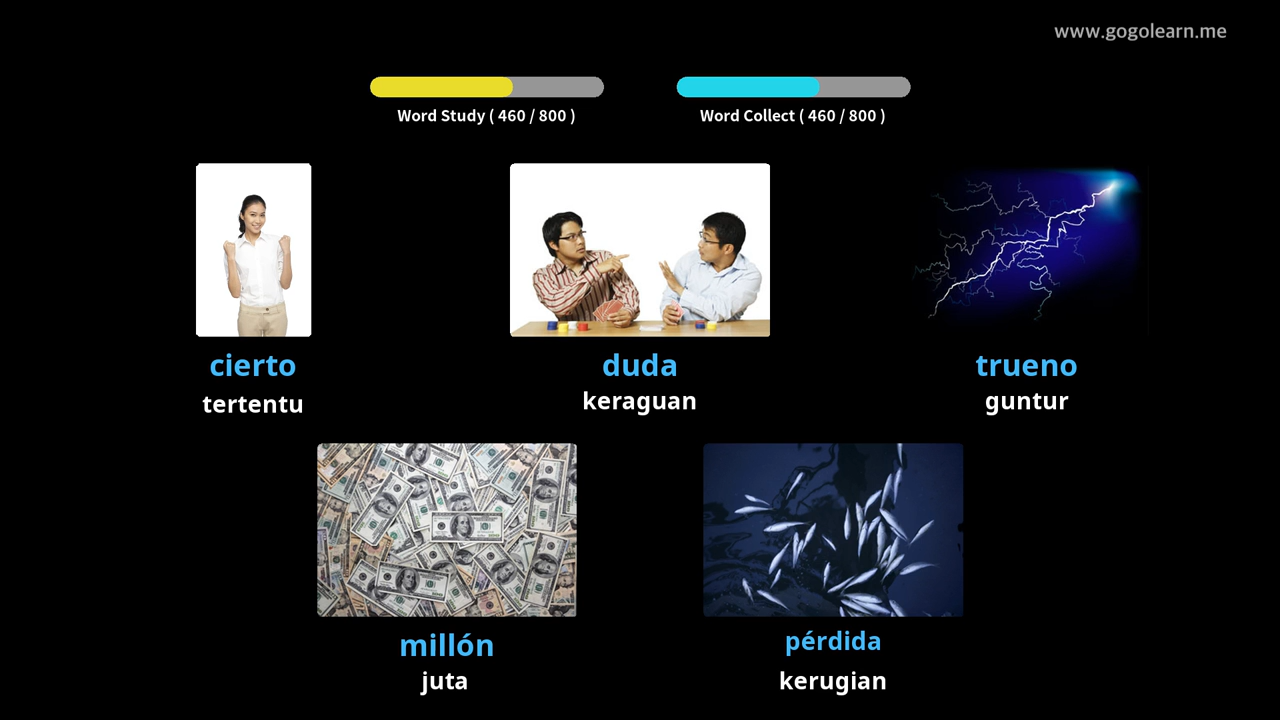 www.gogolearn.me
Word Study ( 460 / 800 )
Word Collect ( 460 / 800 )
cierto
tertentu
duda
keraguan
trueno
guntur
millón
juta
pérdida
kerugian